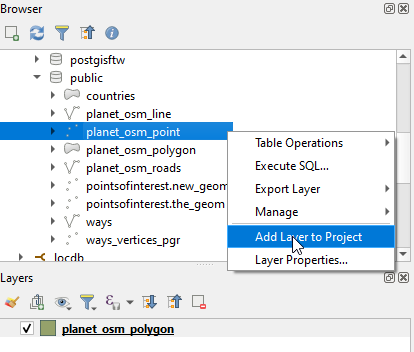 Browser
postgisftw
public
countries
planet_osm_line
planet_osm_point
planet_osm_polygon
planet_osm_roads
pointsofinterest.new_geom
pointsofinterest.the_geom
ways
ways_vertices_pgr
locdb
Table Operations
Execute SQL...
Export Layer
Manage
Add Layer to Project
Layer Properties...
Layers
planet_osm_polygon